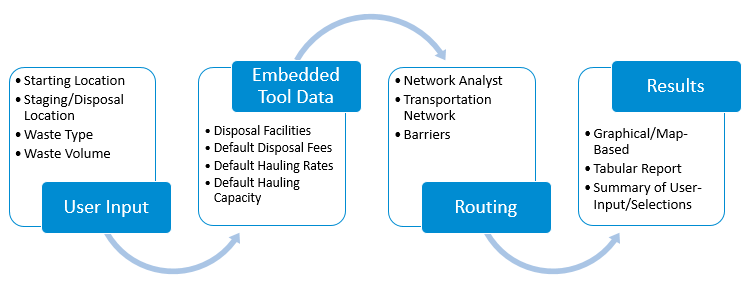 • Starting Location
• Staging/Disposal
Location
• Waste Type
• Waste Volume
User Input
Embedded
Tool Data
• Disposal Facilities
• Default Disposal Fees
• Default Hauling Rates
• Default Hauling
Capacity
• Network Analyst
• Transportation
Network
• Barriers
Routing
Results
• Graphical/Map-
Based
• Tabular Report
• Summary of User-
Input/Selections